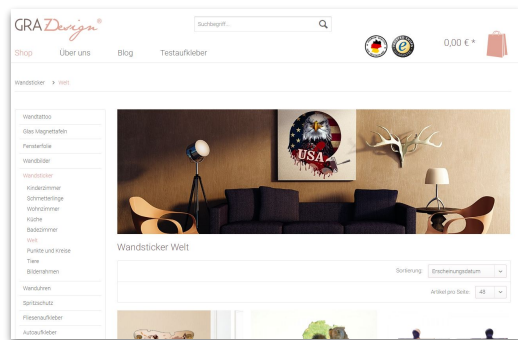 GRAZDesign®
Suchbegriff...
0,00 € *
Shop Über uns Blog Testaufkleber
Wandsticker Welt
Wandtattoo
Glas Magnettafeln
Fensterfolie
Wandbilder
Wandsticker
Kinderzimmer
Schmetterlinge
Wohnzimmer
Küche
Badezimmer
Welt
Punkte und Kreise
Tiere
Bilderrahmen
Wanduhren
Spritzschutz
Fliesenaufkleber
Autoaufkleber
USA
Wandsticker Welt
Sortierung: Erscheinungsdatum
Artikel pro Seite: 48